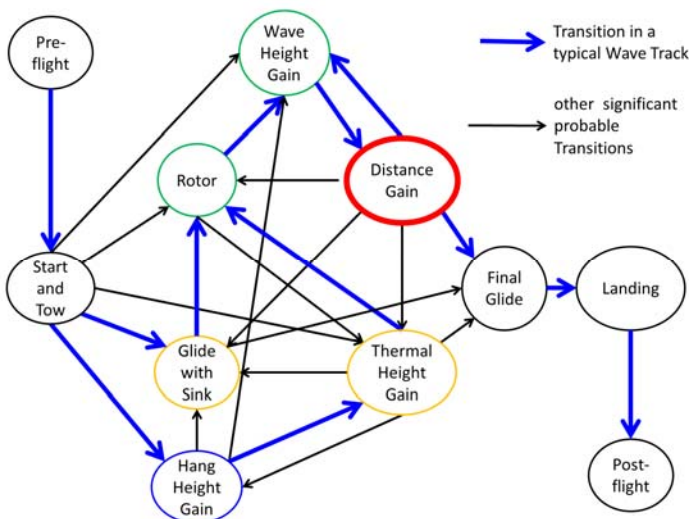 Pre-
flight
Wave
Height
Gain
Transition in a
typical Wave Track
other significant
probable
Transitions
Rotor
Distance
Gain
Start
and
Tow
Final
Glide
Landing
Glide
with
Sink
Thermal
Height
Gain
Hang
Height
Gain
Post-
flight